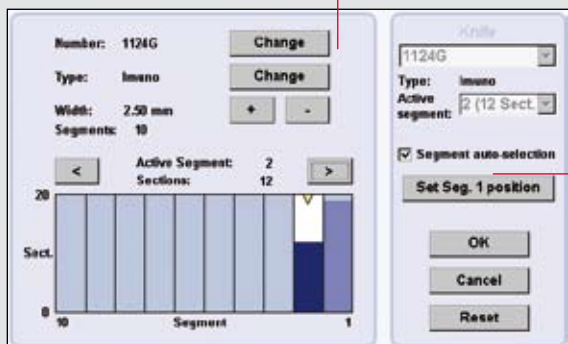 Number: 1124G Change
Type: Imuno Change
Width: 2.50 mm + -
Segments: 10
< Active Segment: 2 >
Sections: 12
20
Sect.
0
10 Segment 1
Knife
1124G
Type: Imuno
Active segment: 2 (12 Sect.
Segment auto-selection
Set Seg. 1 position
OK
Cancel
Reset